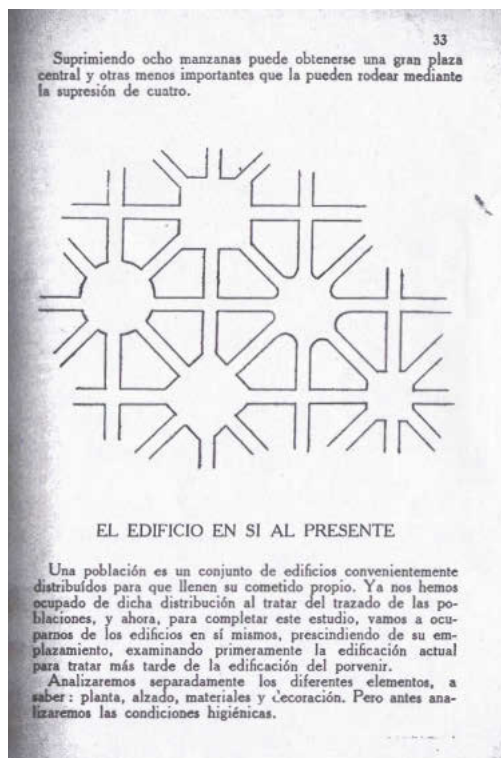 33
Suprimiendo ocho manzanas puede obtenerse una gran plaza
central y otras menos importantes que la pueden rodear mediante
la supresión de cuatro.
EL EDIFICIO EN SI AL PRESENTE
Una población es un conjunto de edificios convenientemente
distribuídos para que llenen su cometido propio. Ya nos hemos
ocupado de dicha distribución al tratar del trazado de las po-
blaciones, y ahora, para completar este estudio, vamos a ocu-
parnos de los edificios en sí mismos, prescindiendo de su em-
plazamiento, examinando primeramente la edificación actual
para tratar más tarde de la edificación del porvenir.
Analizaremos separadamente los diferentes elementos, a
saber: planta, alzado, materiales y decoración. Pero antes ana-
lizaremos las condiciones higiénicas.